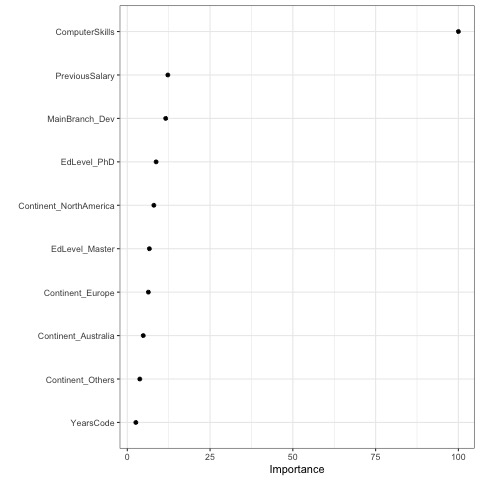 ComputerSkills
PreviousSalary
MainBranch_Dev
EdLevel_PhD
Continent_NorthAmerica
EdLevel_Master
Continent_Europe
Continent_Australia
Continent_Others
YearsCode
0 25 50 75 100
Importance